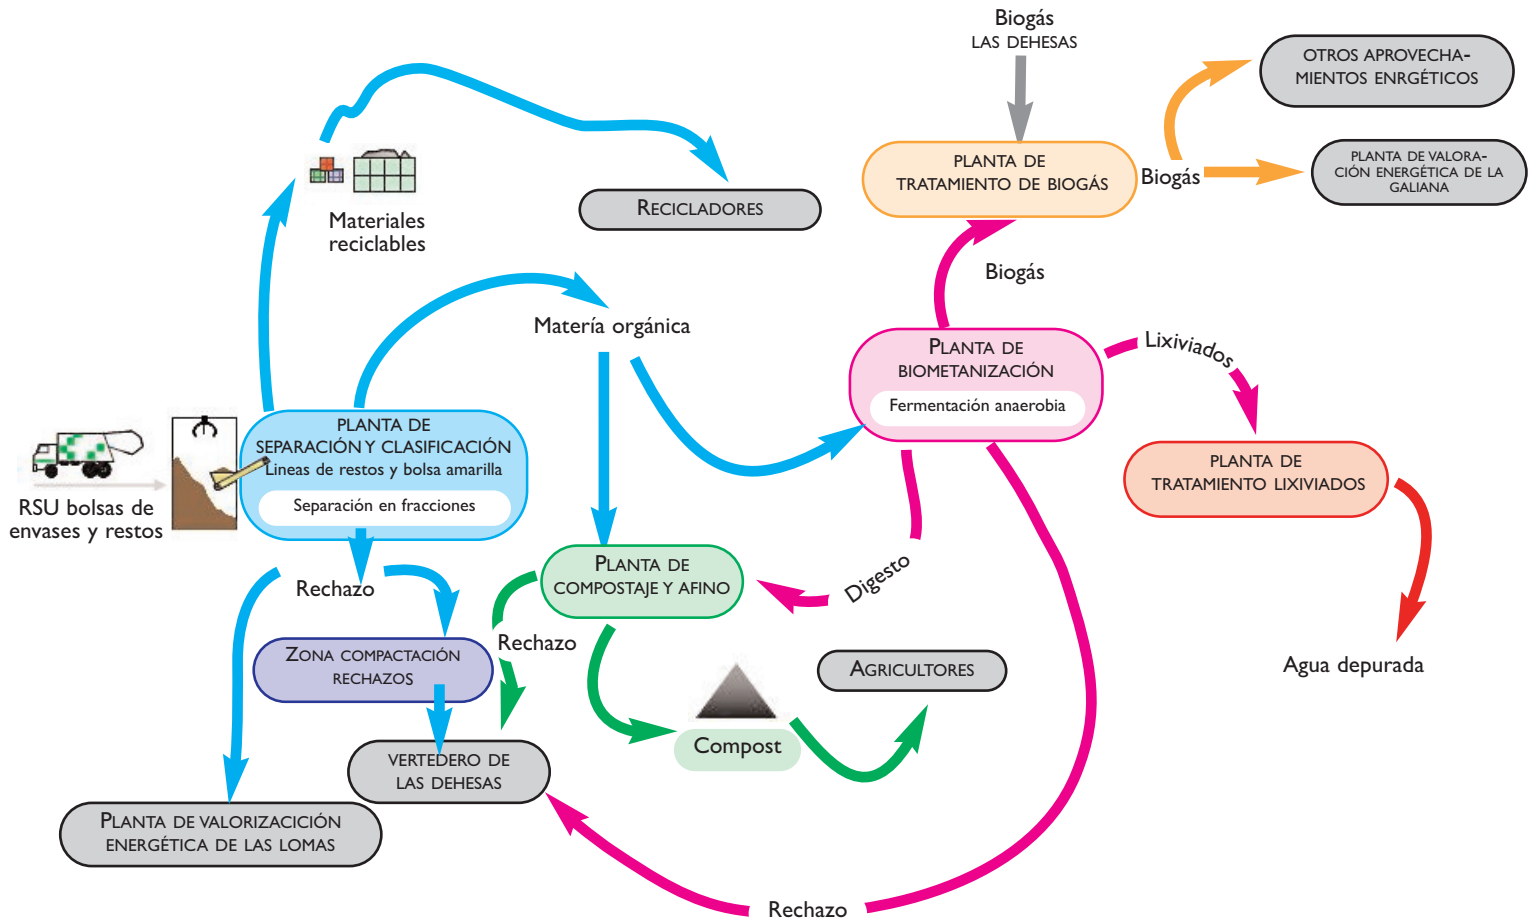 Biogás
LAS DEHESAS
OTROS APROVECHA-
MIENTOS ENRGÉTICOS
PLANTA DE
TRATAMIENTO DE BIOGÁS
Biogás
PLANTA DE VALORA-
CIÓN ENERGÉTICA DE LA
GALIANA
Materiales
reciclables
RECICLADORES
Biogás
Matería orgánica
PLANTA DE
BIOMETANIZACIÓN
Fermentación anaerobia
Lixiviados
PLANTA DE
SEPARACIÓN Y CLASIFICACIÓN
Lineas de restos y bolsa amarilla
Separación en fracciones
RSU bolsas de
envases y restos
PLANTA DE
TRATAMIENTO LIXIVIADOS
Rechazo
PLANTA DE
COMPOSTAJE Y AFINO
Digesto
ZONA COMPACTACIÓN
RECHAZOS
Rechazo
AGRICULTORES
Agua depurada
Compost
VERTEDERO DE
LAS DEHESAS
PLANTA DE VALORIZACICIÓN
ENERGÉTICA DE LAS LOMAS
Rechazo